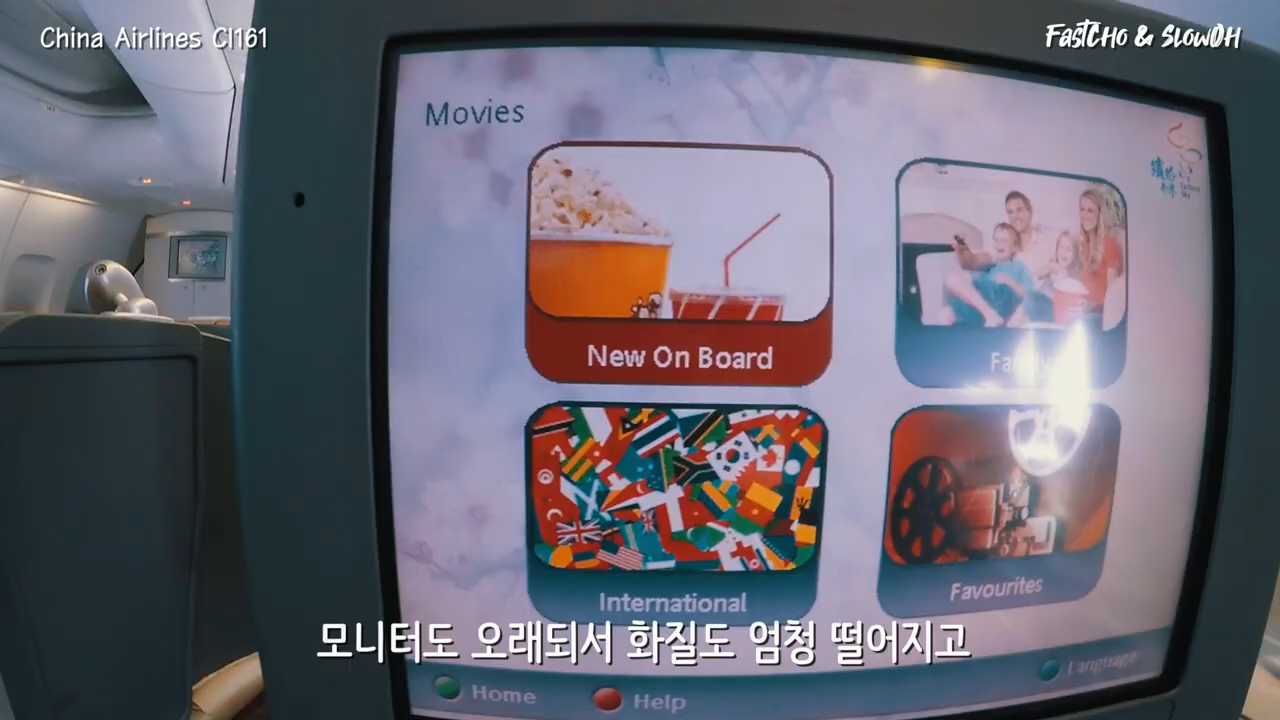 China Airlines CI161
FASTCHO & SLOWOH
Movies
New On Board
Family
International
Favourites
모니터도 오래되서 화질도 엄청 떨어지고
Home
Help
Language